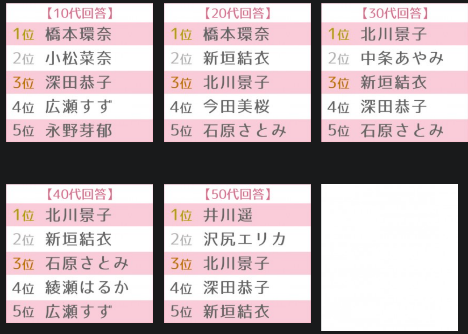 【10代回答】
1位 橋本環奈
2位 小松菜奈
3位 深田恭子
4位 広瀬すず
5位 永野芽郁
【20代回答】
1位 橋本環奈
2位 新垣結衣
3位 北川景子
4位 今田美桜
5位 石原さとみ
【30代回答】
1位 北川景子
2位 中条あやみ
3位 新垣結衣
4位 深田恭子
5位 石原さとみ
【40代回答】
1位 北川景子
2位 新垣結衣
3位 石原さとみ
4位 綾瀬はるか
5位 広瀬すず
【50代回答】
1位 井川遥
2位 沢尻エリカ
3位 北川景子
4位 深田恭子
5位 新垣結衣